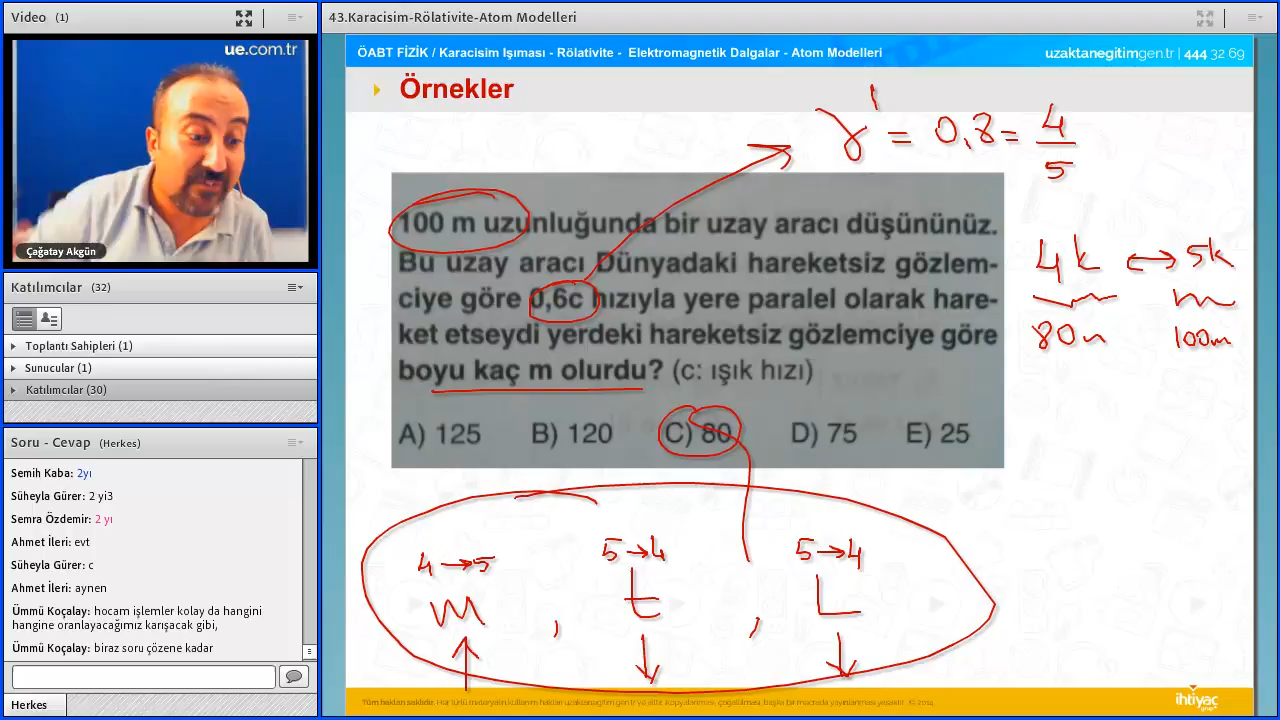 Video (1)
ue.com.tr
Çağatay Akgün
Katılımcılar (32)
Toplantı Sahipleri (1)
Sunucular (1)
Katılımcılar (30)
Soru - Cevap (Herkes)
Semih Kaba: 2yı
Süheyla Gürer: 2 yi3
Semra Özdemir: 2 yı
Ahmet İleri: evt
Süheyla Gürer: c
Ahmet İleri: aynen
Ümmü Koçalay: hocam işlemler kolay da hangini
hangine oranlayacağımız karışacak gibi,
Ümmü Koçalay: biraz soru çözene kadar
Herkes
43.Karacisim-Rölativite-Atom Modelleri
ÖABT FİZİK / Karacisim Işıması - Rölativite - Elektromagnetik Dalgalar - Atom Modelleri
uzaktanegitimgen.tr | 444 32 69
Örnekler
γ' = 0,8 = 4/5
100 m uzunluğunda bir uzay aracı düşününüz.
Bu uzay aracı Dünyadaki hareketsiz gözlem-
ciye göre 0,6c hızıyla yere paralel olarak hare-
ket etseydi yerdeki hareketsiz gözlemciye göre
boyu kaç m olurdu? (c: ışık hızı)
A) 125 B) 120 C) 80 D) 75 E) 25
4k ↔ 5k
80m 100m
4→5 5→4 5→4
m , t , L
ihtiyaç